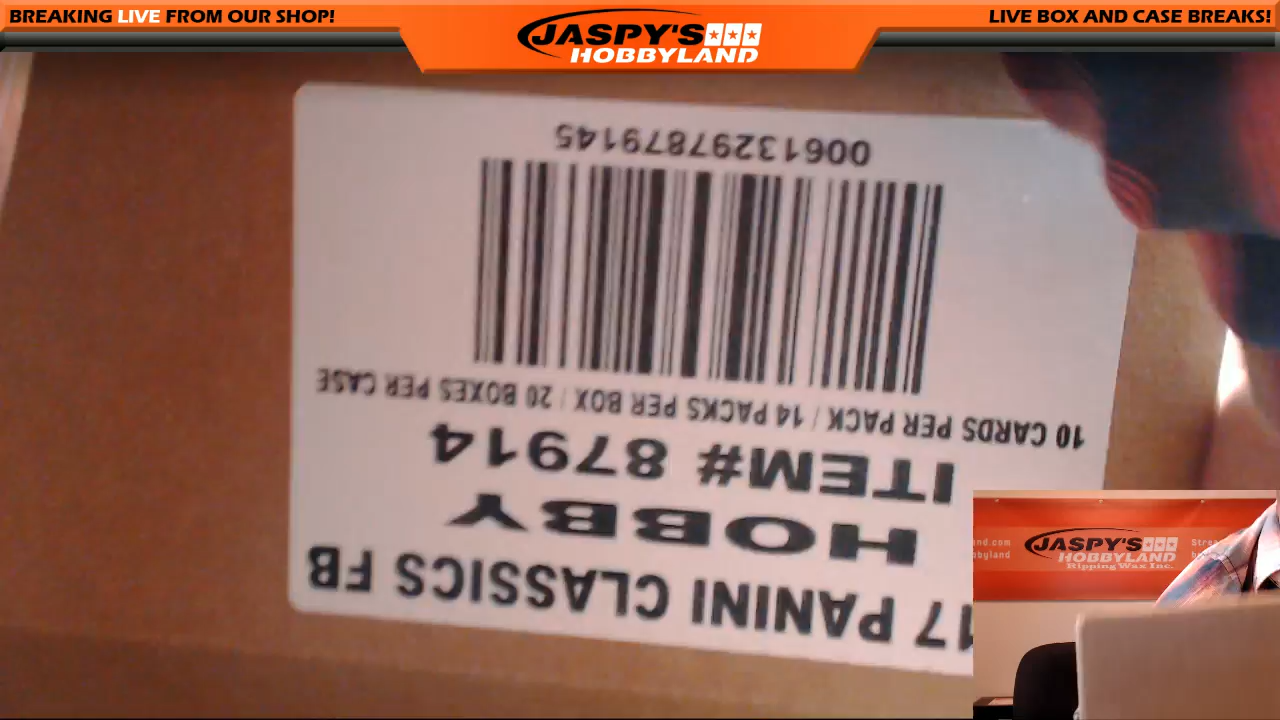 BREAKING LIVE FROM OUR SHOP!
JASPY'S
HOBBYLAND
LIVE BOX AND CASE BREAKS!
17 PANINI CLASSICS FB
HOBBY
ITEM# 87914
10 CARDS PER PACK / 14 PACKS PER BOX / 20 BOXES PER CASE
00613297879145
JASPY'S
HOBBYLAND
Ripping Wax Inc.